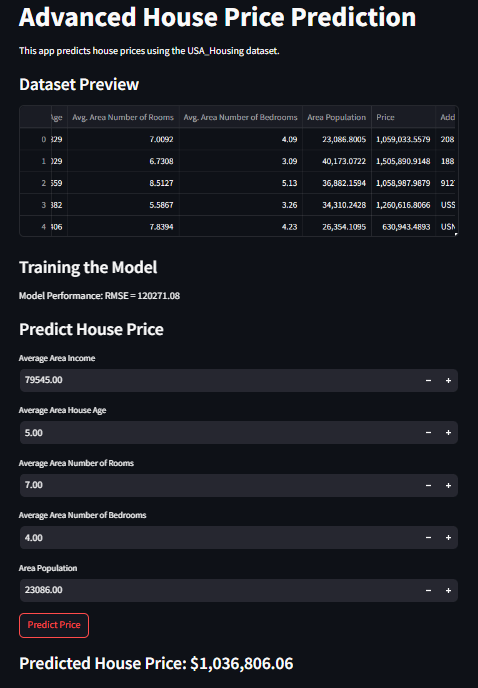 Advanced House Price Prediction
This app predicts house prices using the USA_Housing dataset.
Dataset Preview
Age Avg. Area Number of Rooms Avg. Area Number of Bedrooms Area Population Price Add
0 329 7.0092 4.09 23,086.8005 1,059,033.5579 208
1 029 6.7308 3.09 40,173.0722 1,505,890.9148 188
2 659 8.5127 5.13 36,882.1594 1,058,987.9879 912
3 382 5.5867 3.26 34,310.2428 1,260,616.8066 USS
4 406 7.8394 4.23 26,354.1095 630,943.4893 USN
Training the Model
Model Performance: RMSE = 120271.08
Predict House Price
Average Area Income
79545.00 − +
Average Area House Age
5.00 − +
Average Area Number of Rooms
7.00 − +
Average Area Number of Bedrooms
4.00 − +
Area Population
23086.00 − +
Predict Price
Predicted House Price: $1,036,806.06